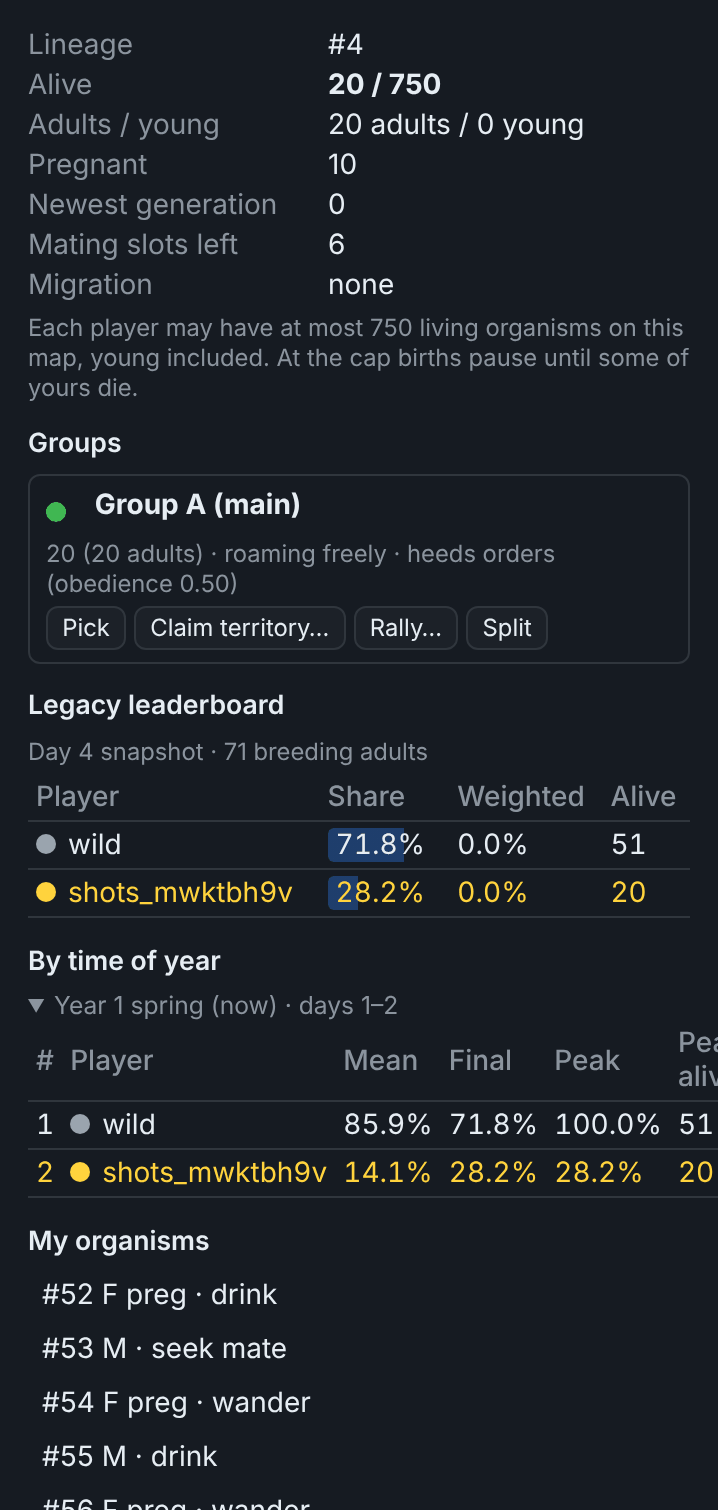 Lineage #4
Alive 20 / 750
Adults / young 20 adults / 0 young
Pregnant 10
Newest generation 0
Mating slots left 6
Migration none
Each player may have at most 750 living organisms on this
map, young included. At the cap births pause until some of
yours die.
Groups
Group A (main)
20 (20 adults) · roaming freely · heeds orders
(obedience 0.50)
Pick Claim territory... Rally... Split
Legacy leaderboard
Day 4 snapshot · 71 breeding adults
Player Share Weighted Alive
wild 71.8% 0.0% 51
shots_mwktbh9v 28.2% 0.0% 20
By time of year
▼ Year 1 spring (now) · days 1–2
# Player Mean Final Peak
1 wild 85.9% 71.8% 100.0% 51
2 shots_mwktbh9v 14.1% 28.2% 28.2% 20
My organisms
#52 F preg · drink
#53 M · seek mate
#54 F preg · wander
#55 M · drink
#56 F preg · wander